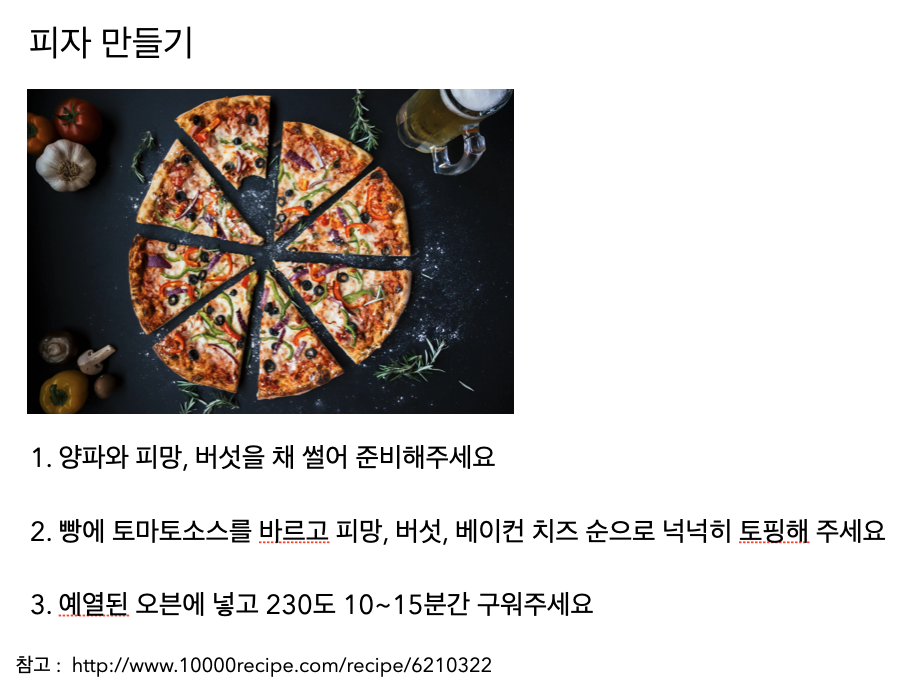 피자 만들기
1. 양파와 피망, 버섯을 채 썰어 준비해주세요
2. 빵에 토마토소스를 바르고 피망, 버섯, 베이컨 치즈 순으로 넉넉히 토핑해 주세요
3. 예열된 오븐에 넣고 230도 10~15분간 구워주세요
참고 : http://www.10000recipe.com/recipe/6210322